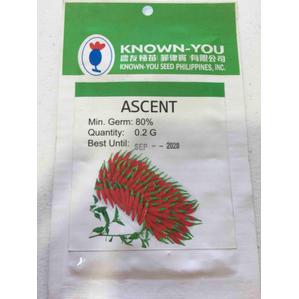 KNOWN-YOU
農友種苗 菲律賓 有限公司
KNOWN-YOU SEED PHILIPPINES, INC.
ASCENT
Min. Germ: 80%
Quantity: 0.2 G
Best Until: SEP -- 2020